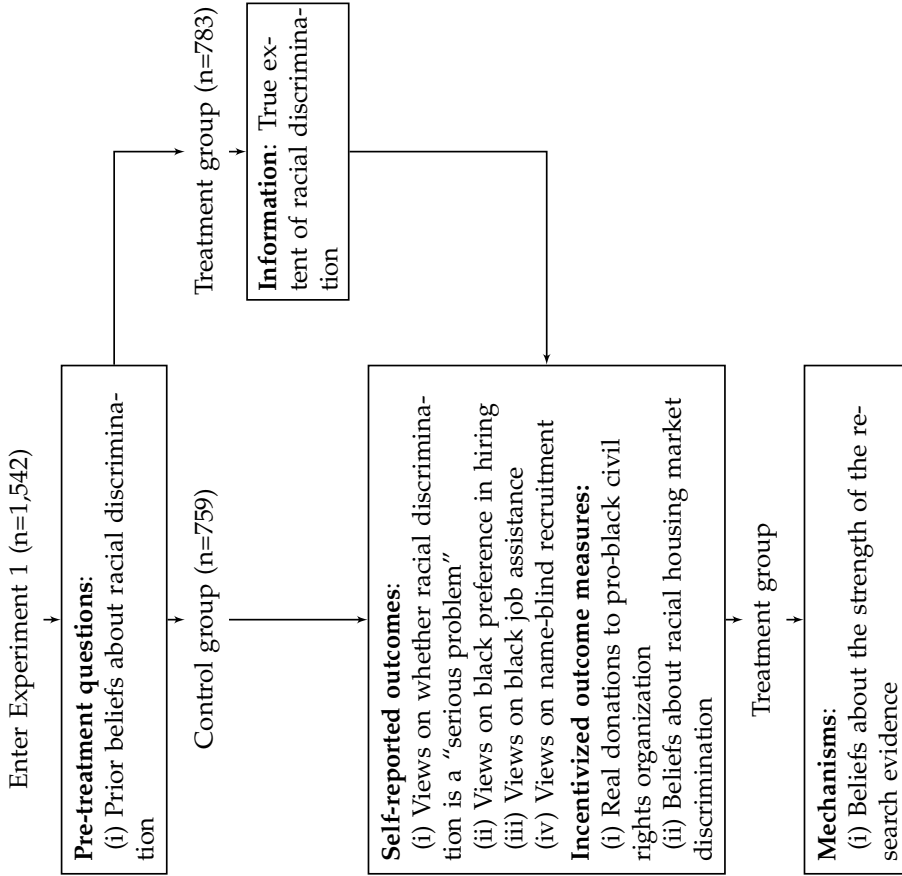 Enter Experiment 1 (n=1,542)
Pre-treatment questions:
(i) Prior beliefs about racial discrimina-
tion
Control group (n=759)
Treatment group (n=783)
Information: True ex-
tent of racial discrimina-
tion
Self-reported outcomes:
(i) Views on whether racial discrimina-
tion is a “serious problem”
(ii) Views on black preference in hiring
(iii) Views on black job assistance
(iv) Views on name-blind recruitment
Incentivized outcome measures:
(i) Real donations to pro-black civil
rights organization
(ii) Beliefs about racial housing market
discrimination
Treatment group
Mechanisms:
(i) Beliefs about the strength of the re-
search evidence